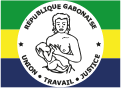 RÉPUBLIQUE GABONAISE
UNION • TRAVAIL • JUSTICE